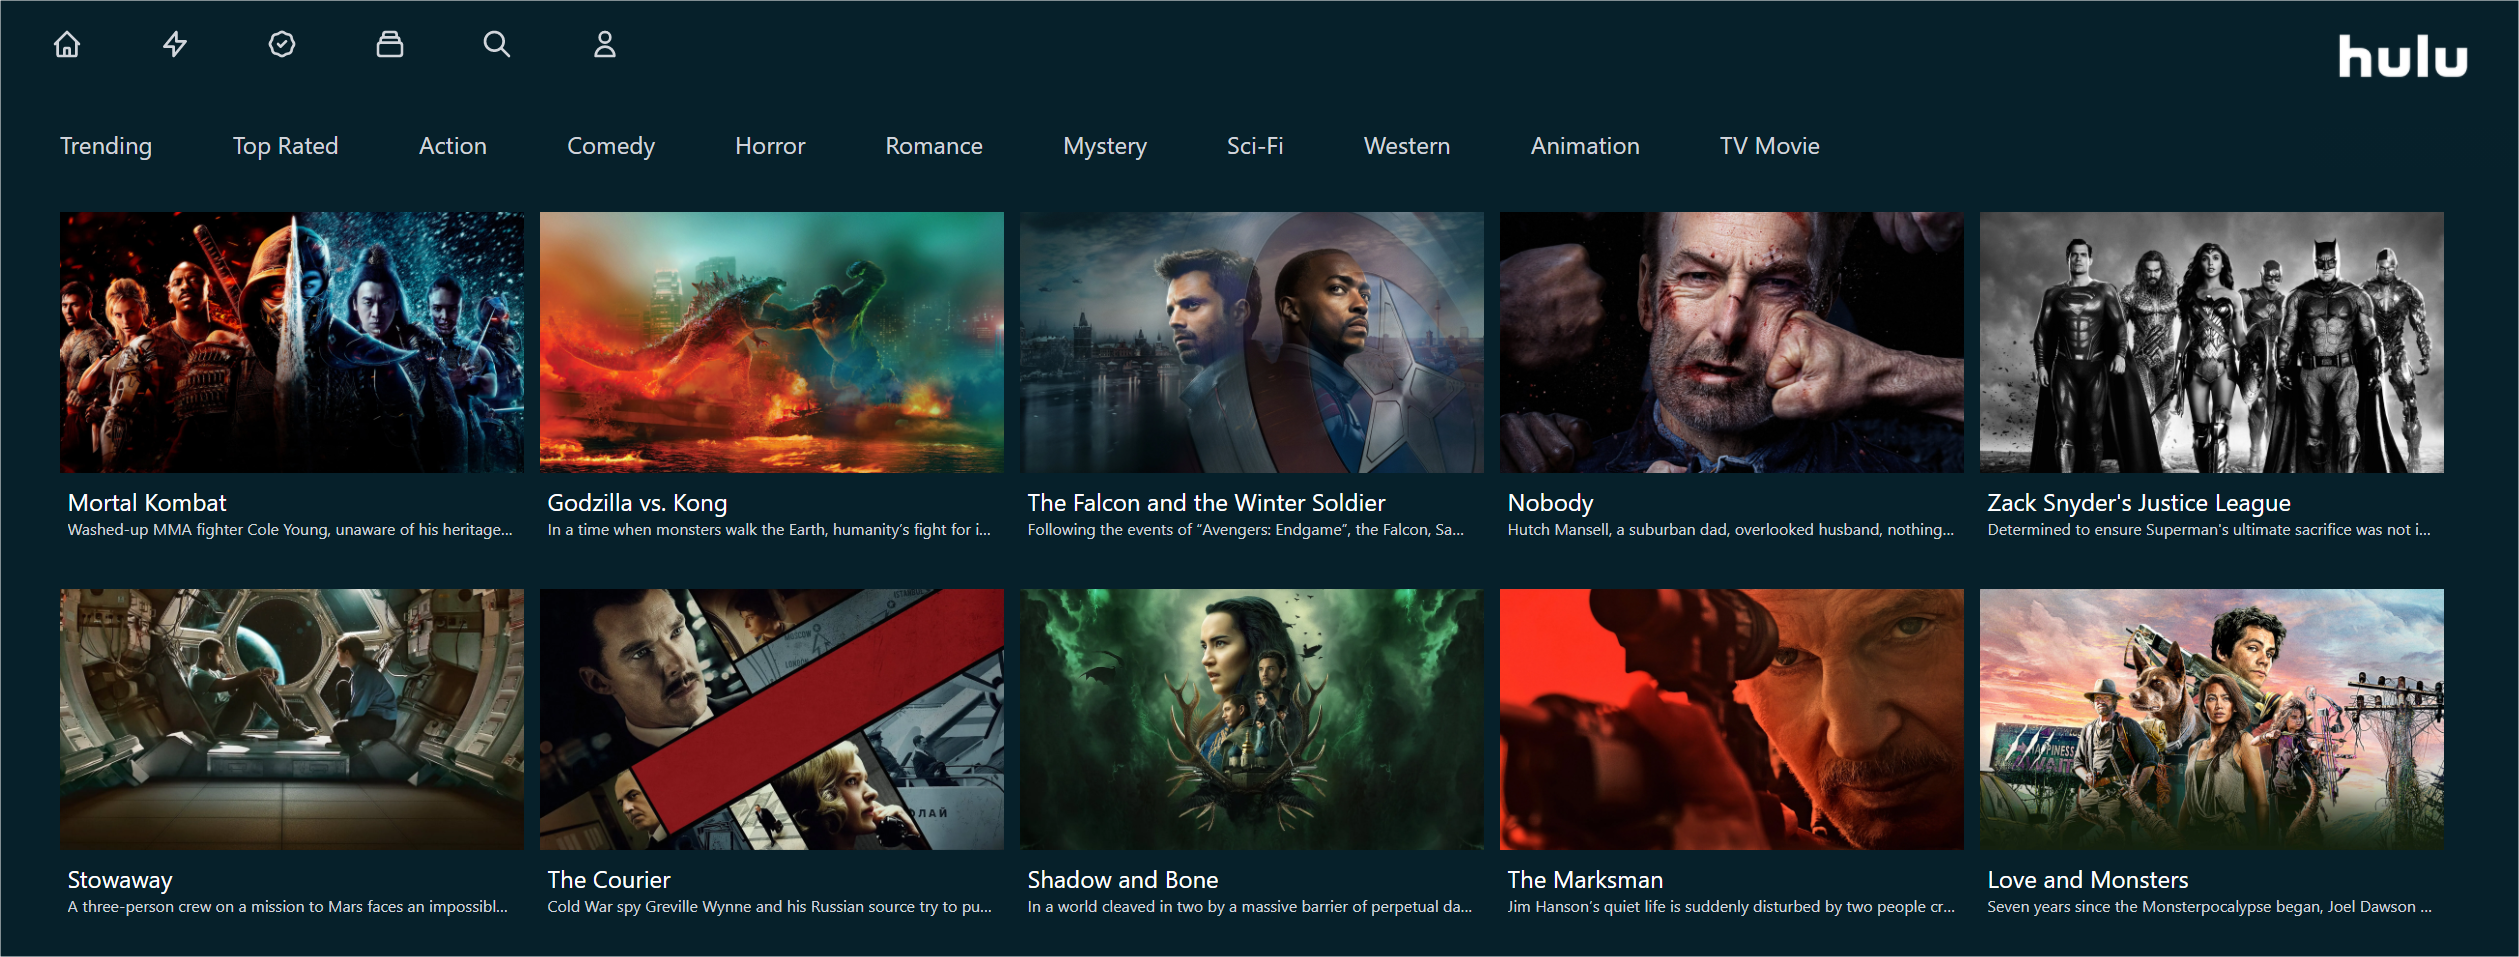 hulu
Trending Top Rated Action Comedy Horror Romance Mystery Sci-Fi Western Animation TV Movie
Mortal Kombat
Washed-up MMA fighter Cole Young, unaware of his heritage...
Godzilla vs. Kong
In a time when monsters walk the Earth, humanity’s fight for i...
The Falcon and the Winter Soldier
Following the events of “Avengers: Endgame”, the Falcon, Sa...
Nobody
Hutch Mansell, a suburban dad, overlooked husband, nothing...
Zack Snyder's Justice League
Determined to ensure Superman's ultimate sacrifice was not i...
ISTANBUL
MOSCOW
LONDON
ОЛАЙ
HAPPINESS
AWAITS
Stowaway
A three-person crew on a mission to Mars faces an impossibl...
The Courier
Cold War spy Greville Wynne and his Russian source try to pu...
Shadow and Bone
In a world cleaved in two by a massive barrier of perpetual da...
The Marksman
Jim Hanson’s quiet life is suddenly disturbed by two people cr...
Love and Monsters
Seven years since the Monsterpocalypse began, Joel Dawson ...